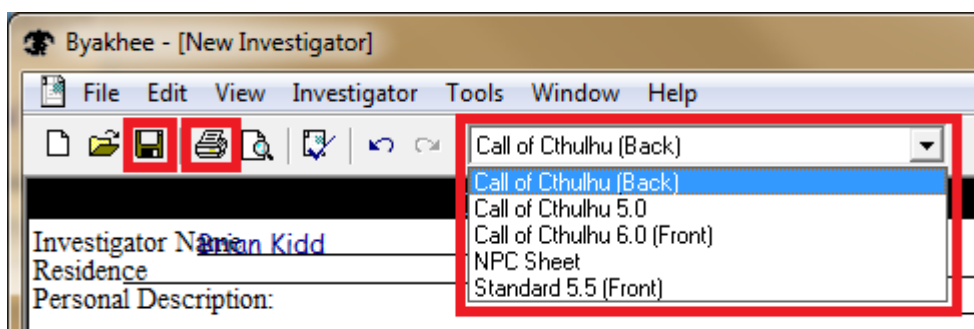 Byakhee - [New Investigator]
File Edit View Investigator Tools Window Help
Call of Cthulhu (Back)
Call of Cthulhu (Back)
Call of Cthulhu 5.0
Call of Cthulhu 6.0 (Front)
NPC Sheet
Standard 5.5 (Front)
Investigator Name Brian Kidd
Residence
Personal Description: